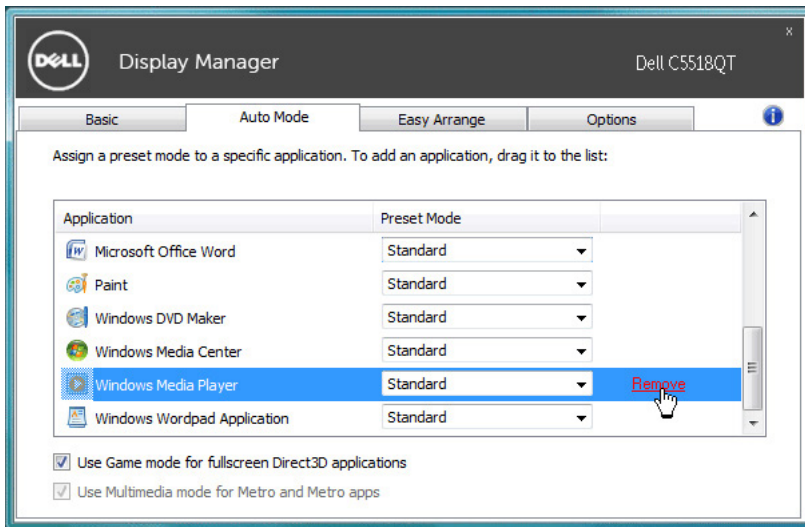 x
DELL Display Manager Dell C5518QT
Basic Auto Mode Easy Arrange Options i
Assign a preset mode to a specific application. To add an application, drag it to the list:
Application Preset Mode
Microsoft Office Word Standard
Paint Standard
Windows DVD Maker Standard
Windows Media Center Standard
Windows Media Player Standard Remove
Windows Wordpad Application Standard
Use Game mode for fullscreen Direct3D applications
Use Multimedia mode for Metro and Metro apps